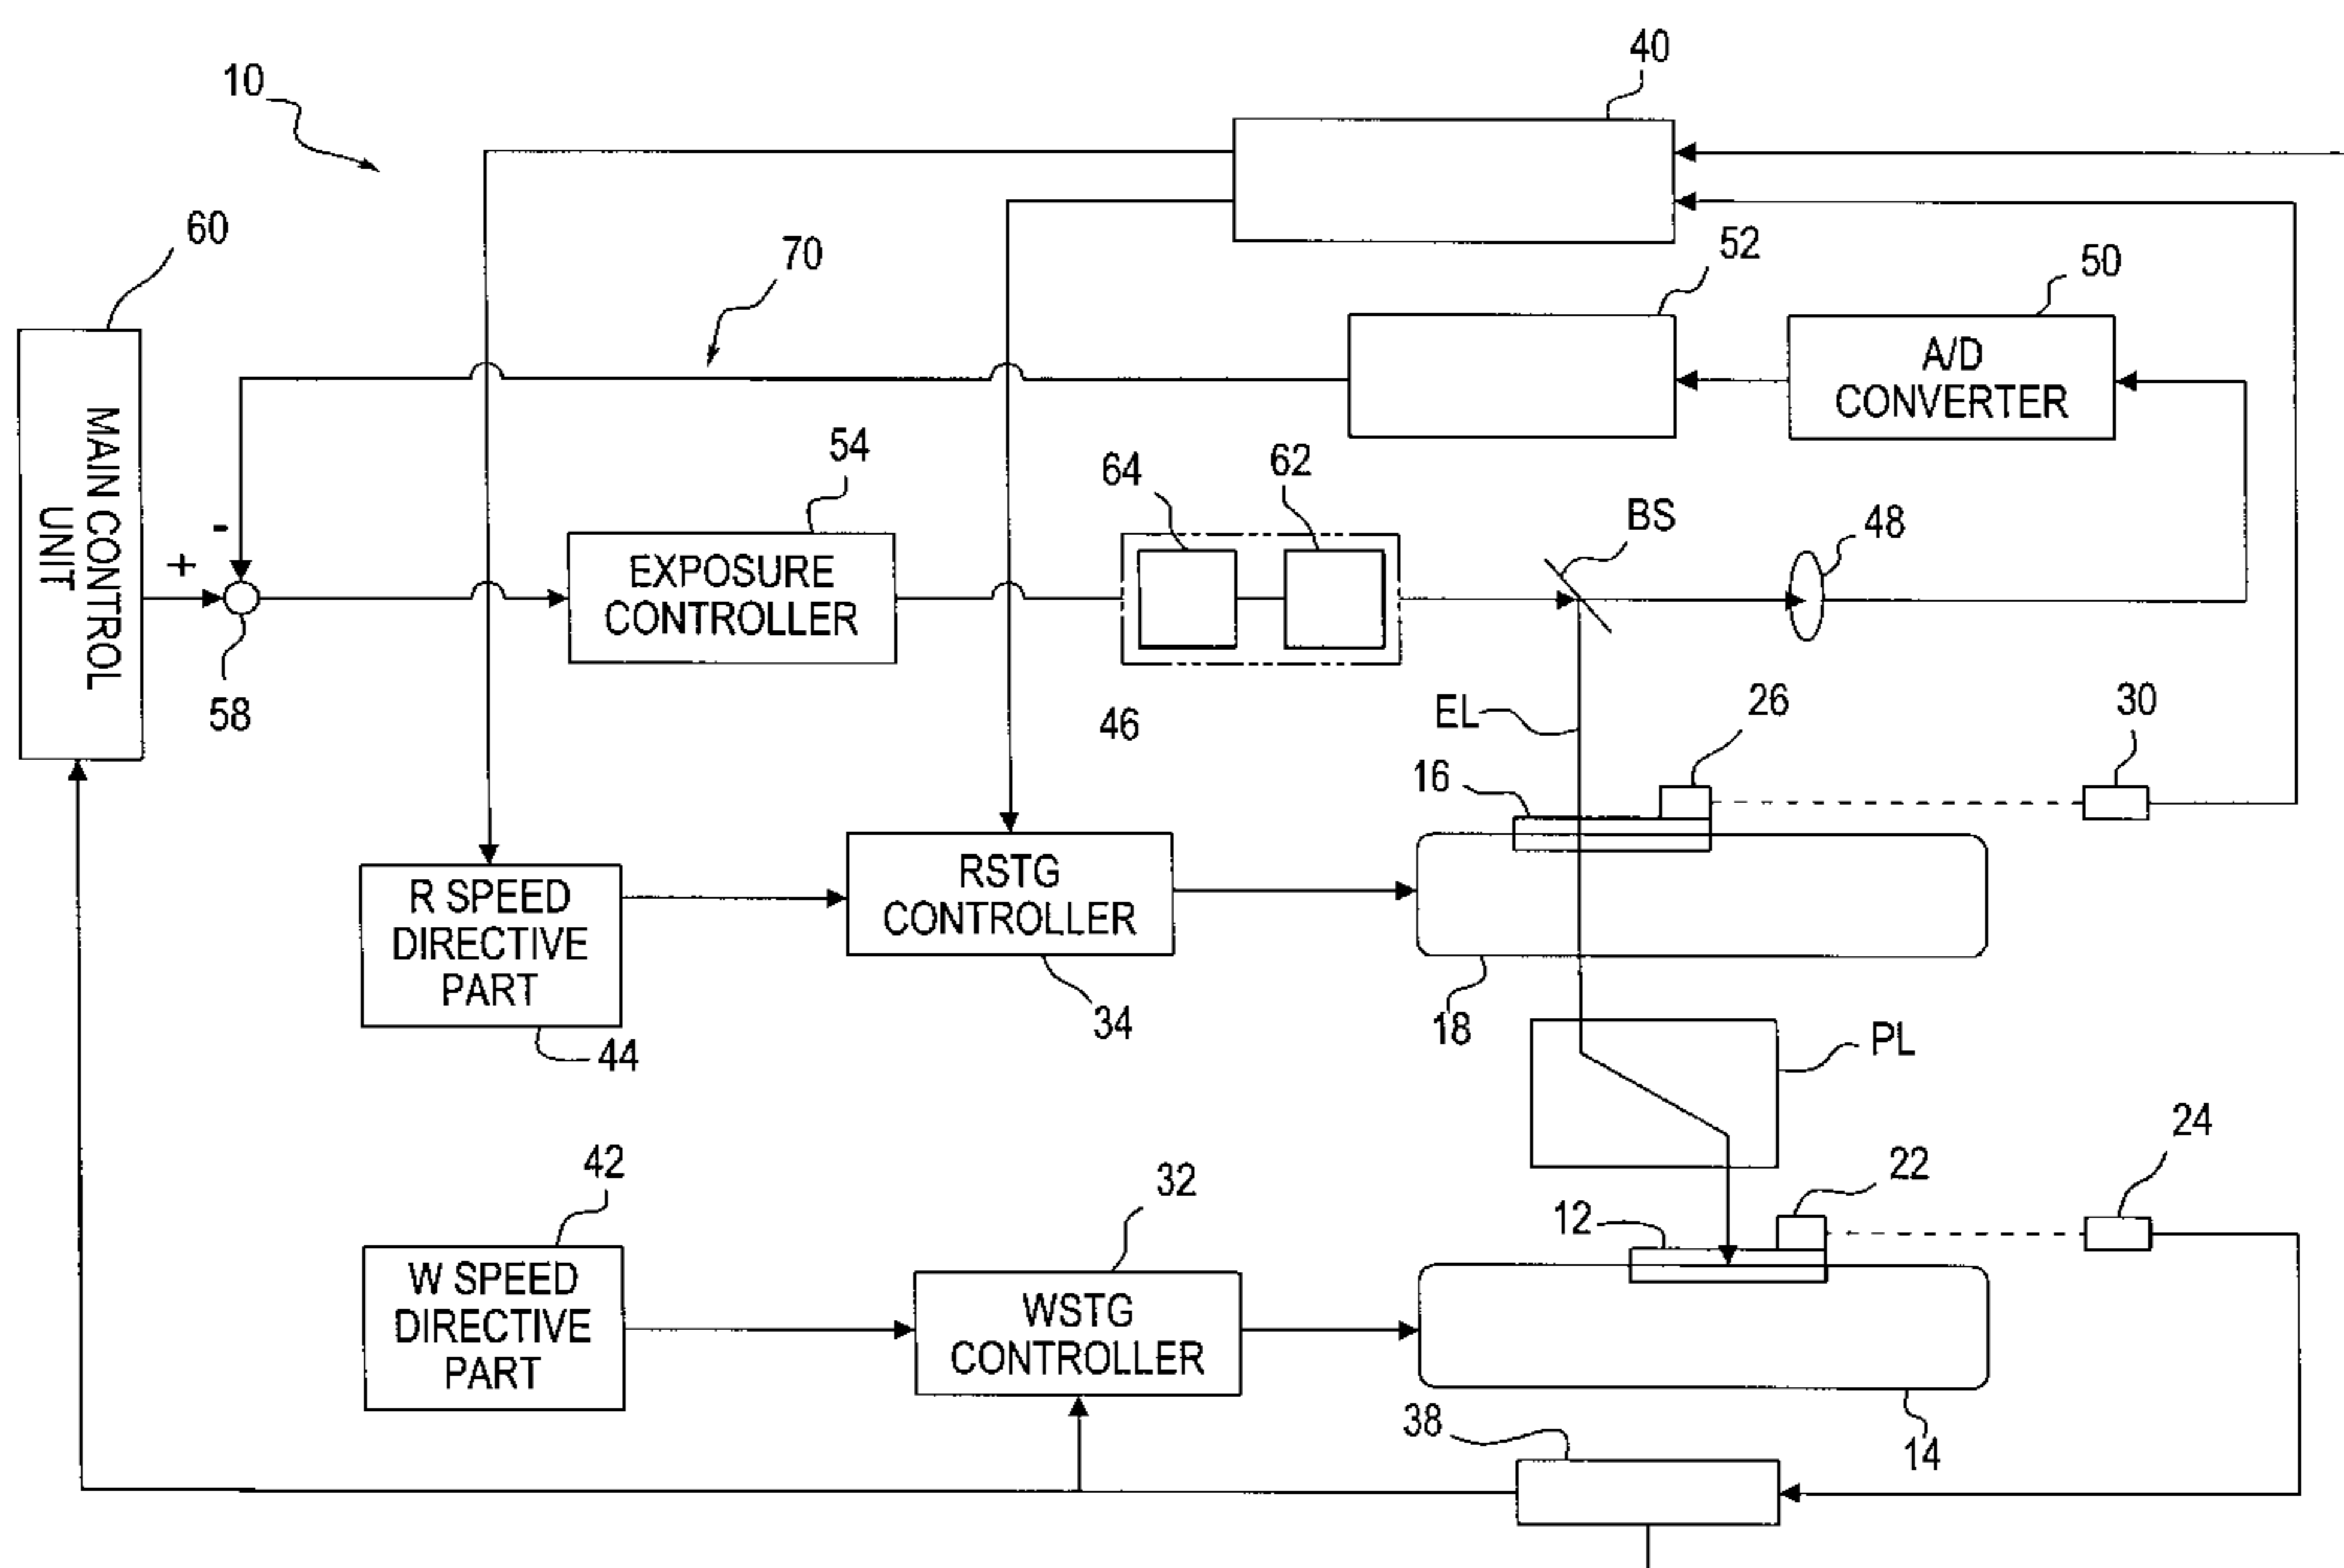 40
10
60
70
52
50
A/D
CONVERTER
MAIN CONTROL
UNIT
54
64
62
BS
48
-
+
EXPOSURE
CONTROLLER
58
46
EL
26
30
16
R SPEED
DIRECTIVE
PART
RSTG
CONTROLLER
34
18
44
PL
24
42
32
22
12
W SPEED
DIRECTIVE
PART
WSTG
CONTROLLER
38
14